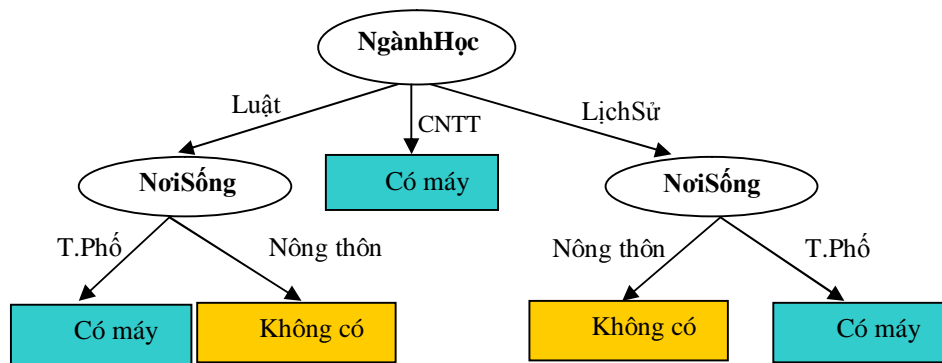 NgànhHọc
Luật
CNTT
LịchSử
NơiSống
Có máy
NơiSống
T.Phố
Nông thôn
Nông thôn
T.Phố
Có máy
Không có
Không có
Có máy